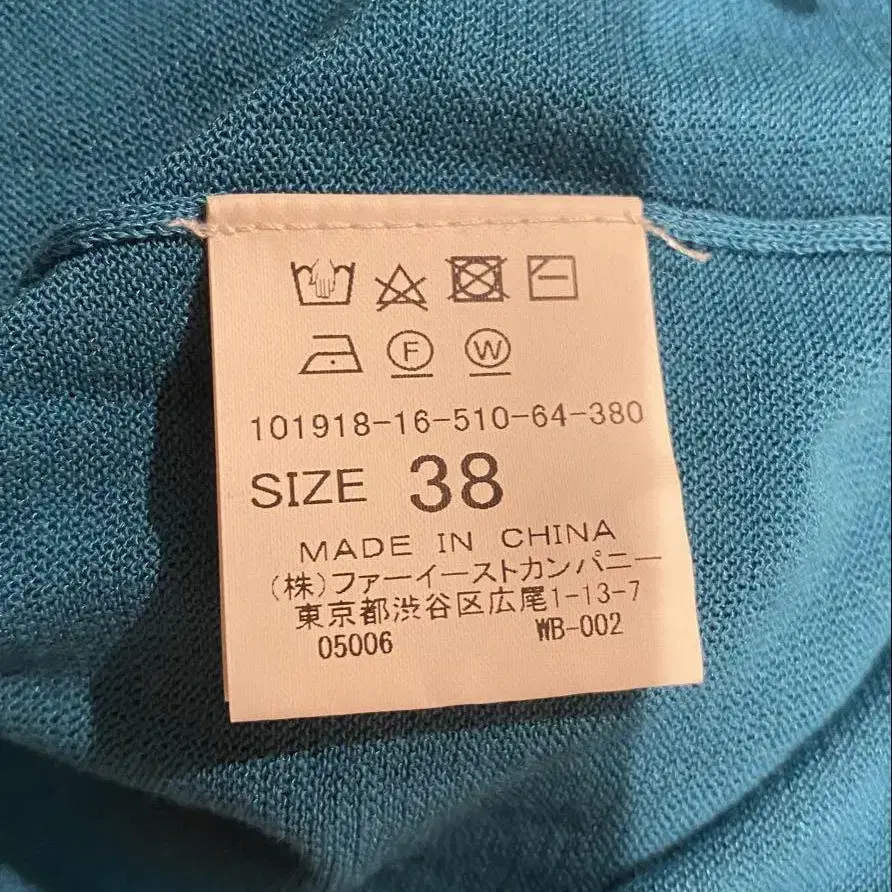 F W
101918-16-510-64-380
SIZE 38
MADE IN CHINA
(株)ファーイーストカンパニー
東京都渋谷区広尾1-13-7
05006 WB-002